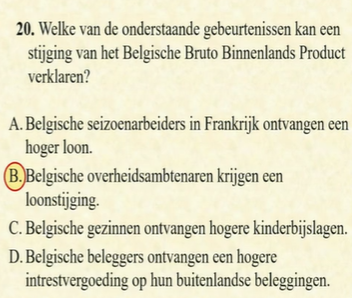 20. Welke van de onderstaande gebeurtenissen kan een
stijging van het Belgische Bruto Binnenlands Product
verklaren?
A. Belgische seizoenarbeiders in Frankrijk ontvangen een
hoger loon.
B. Belgische overheidsambtenaren krijgen een
loonstijging.
C. Belgische gezinnen ontvangen hogere kinderbijslagen.
D. Belgische beleggers ontvangen een hogere
intrestvergoeding op hun buitenlandse beleggingen.